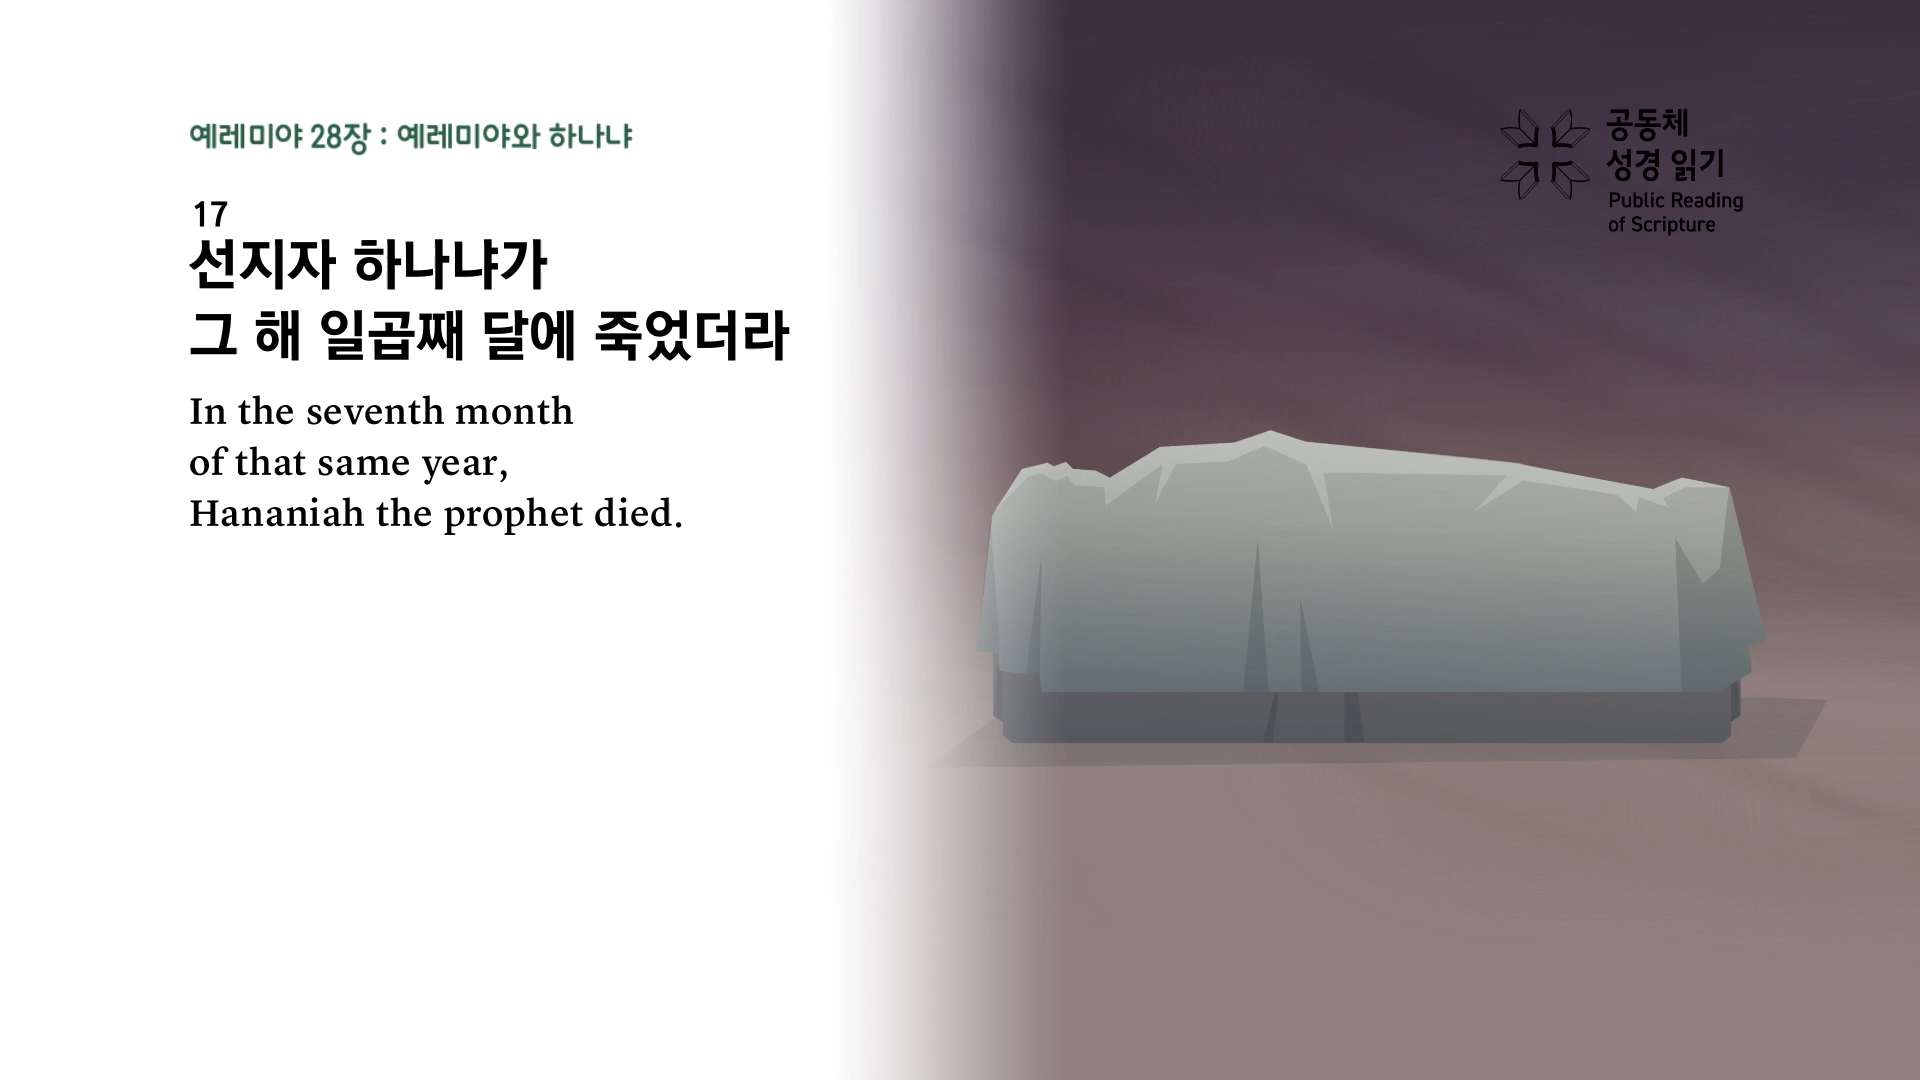 예레미야 28장 : 예레미야와 하나냐
17
선지자 하나냐가
그 해 일곱째 달에 죽었더라
In the seventh month
of that same year,
Hananiah the prophet died.
공동체
성경 읽기
Public Reading
of Scripture